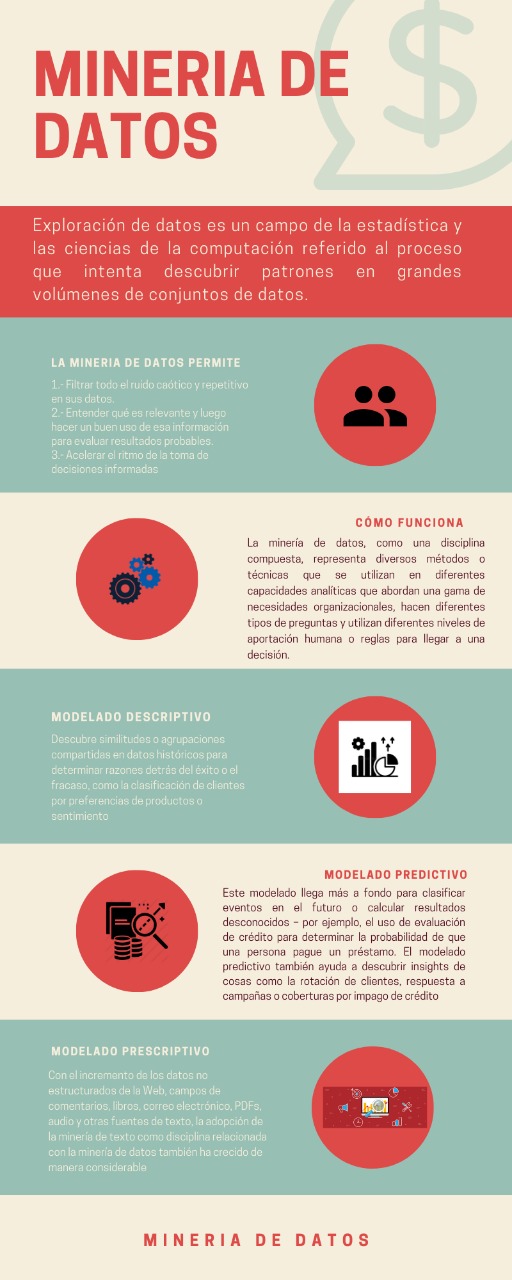 MINERIA DE
DATOS
Exploración de datos es un campo de la estadística y
las ciencias de la computación referido al proceso
que intenta descubrir patrones en grandes
volúmenes de conjuntos de datos.
LA MINERIA DE DATOS PERMITE
1.- Filtrar todo el ruido caótico y repetitivo
en sus datos.
2.- Entender qué es relevante y luego
hacer un buen uso de esa información
para evaluar resultados probables.
3.- Acelerar el ritmo de la toma de
decisiones informadas
CÓMO FUNCIONA
La minería de datos, como una disciplina
compuesta, representa diversos métodos o
técnicas que se utilizan en diferentes
capacidades analíticas que abordan una gama de
necesidades organizacionales, hacen diferentes
tipos de preguntas y utilizan diferentes niveles de
aportación humana o reglas para llegar a una
decisión.
MODELADO DESCRIPTIVO
Descubre similitudes o agrupaciones
compartidas en datos históricos para
determinar razones detrás del éxito o el
fracaso, como la clasificación de clientes
por preferencias de productos o
sentimiento
MODELADO PREDICTIVO
Este modelado llega más a fondo para clasificar
eventos en el futuro o calcular resultados
desconocidos – por ejemplo, el uso de evaluación
de crédito para determinar la probabilidad de que
una persona pague un préstamo. El modelado
predictivo también ayuda a descubrir insights de
cosas como la rotación de clientes, respuesta a
campañas o coberturas por impago de crédito
MODELADO PRESCRIPTIVO
Con el incremento de los datos no
estructurados de la Web, campos de
comentarios, libros, correo electrónico, PDFs,
audio y otras fuentes de texto, la adopción de
la minería de texto como disciplina relacionada
con la minería de datos también ha crecido de
manera considerable
MINERIA DE DATOS